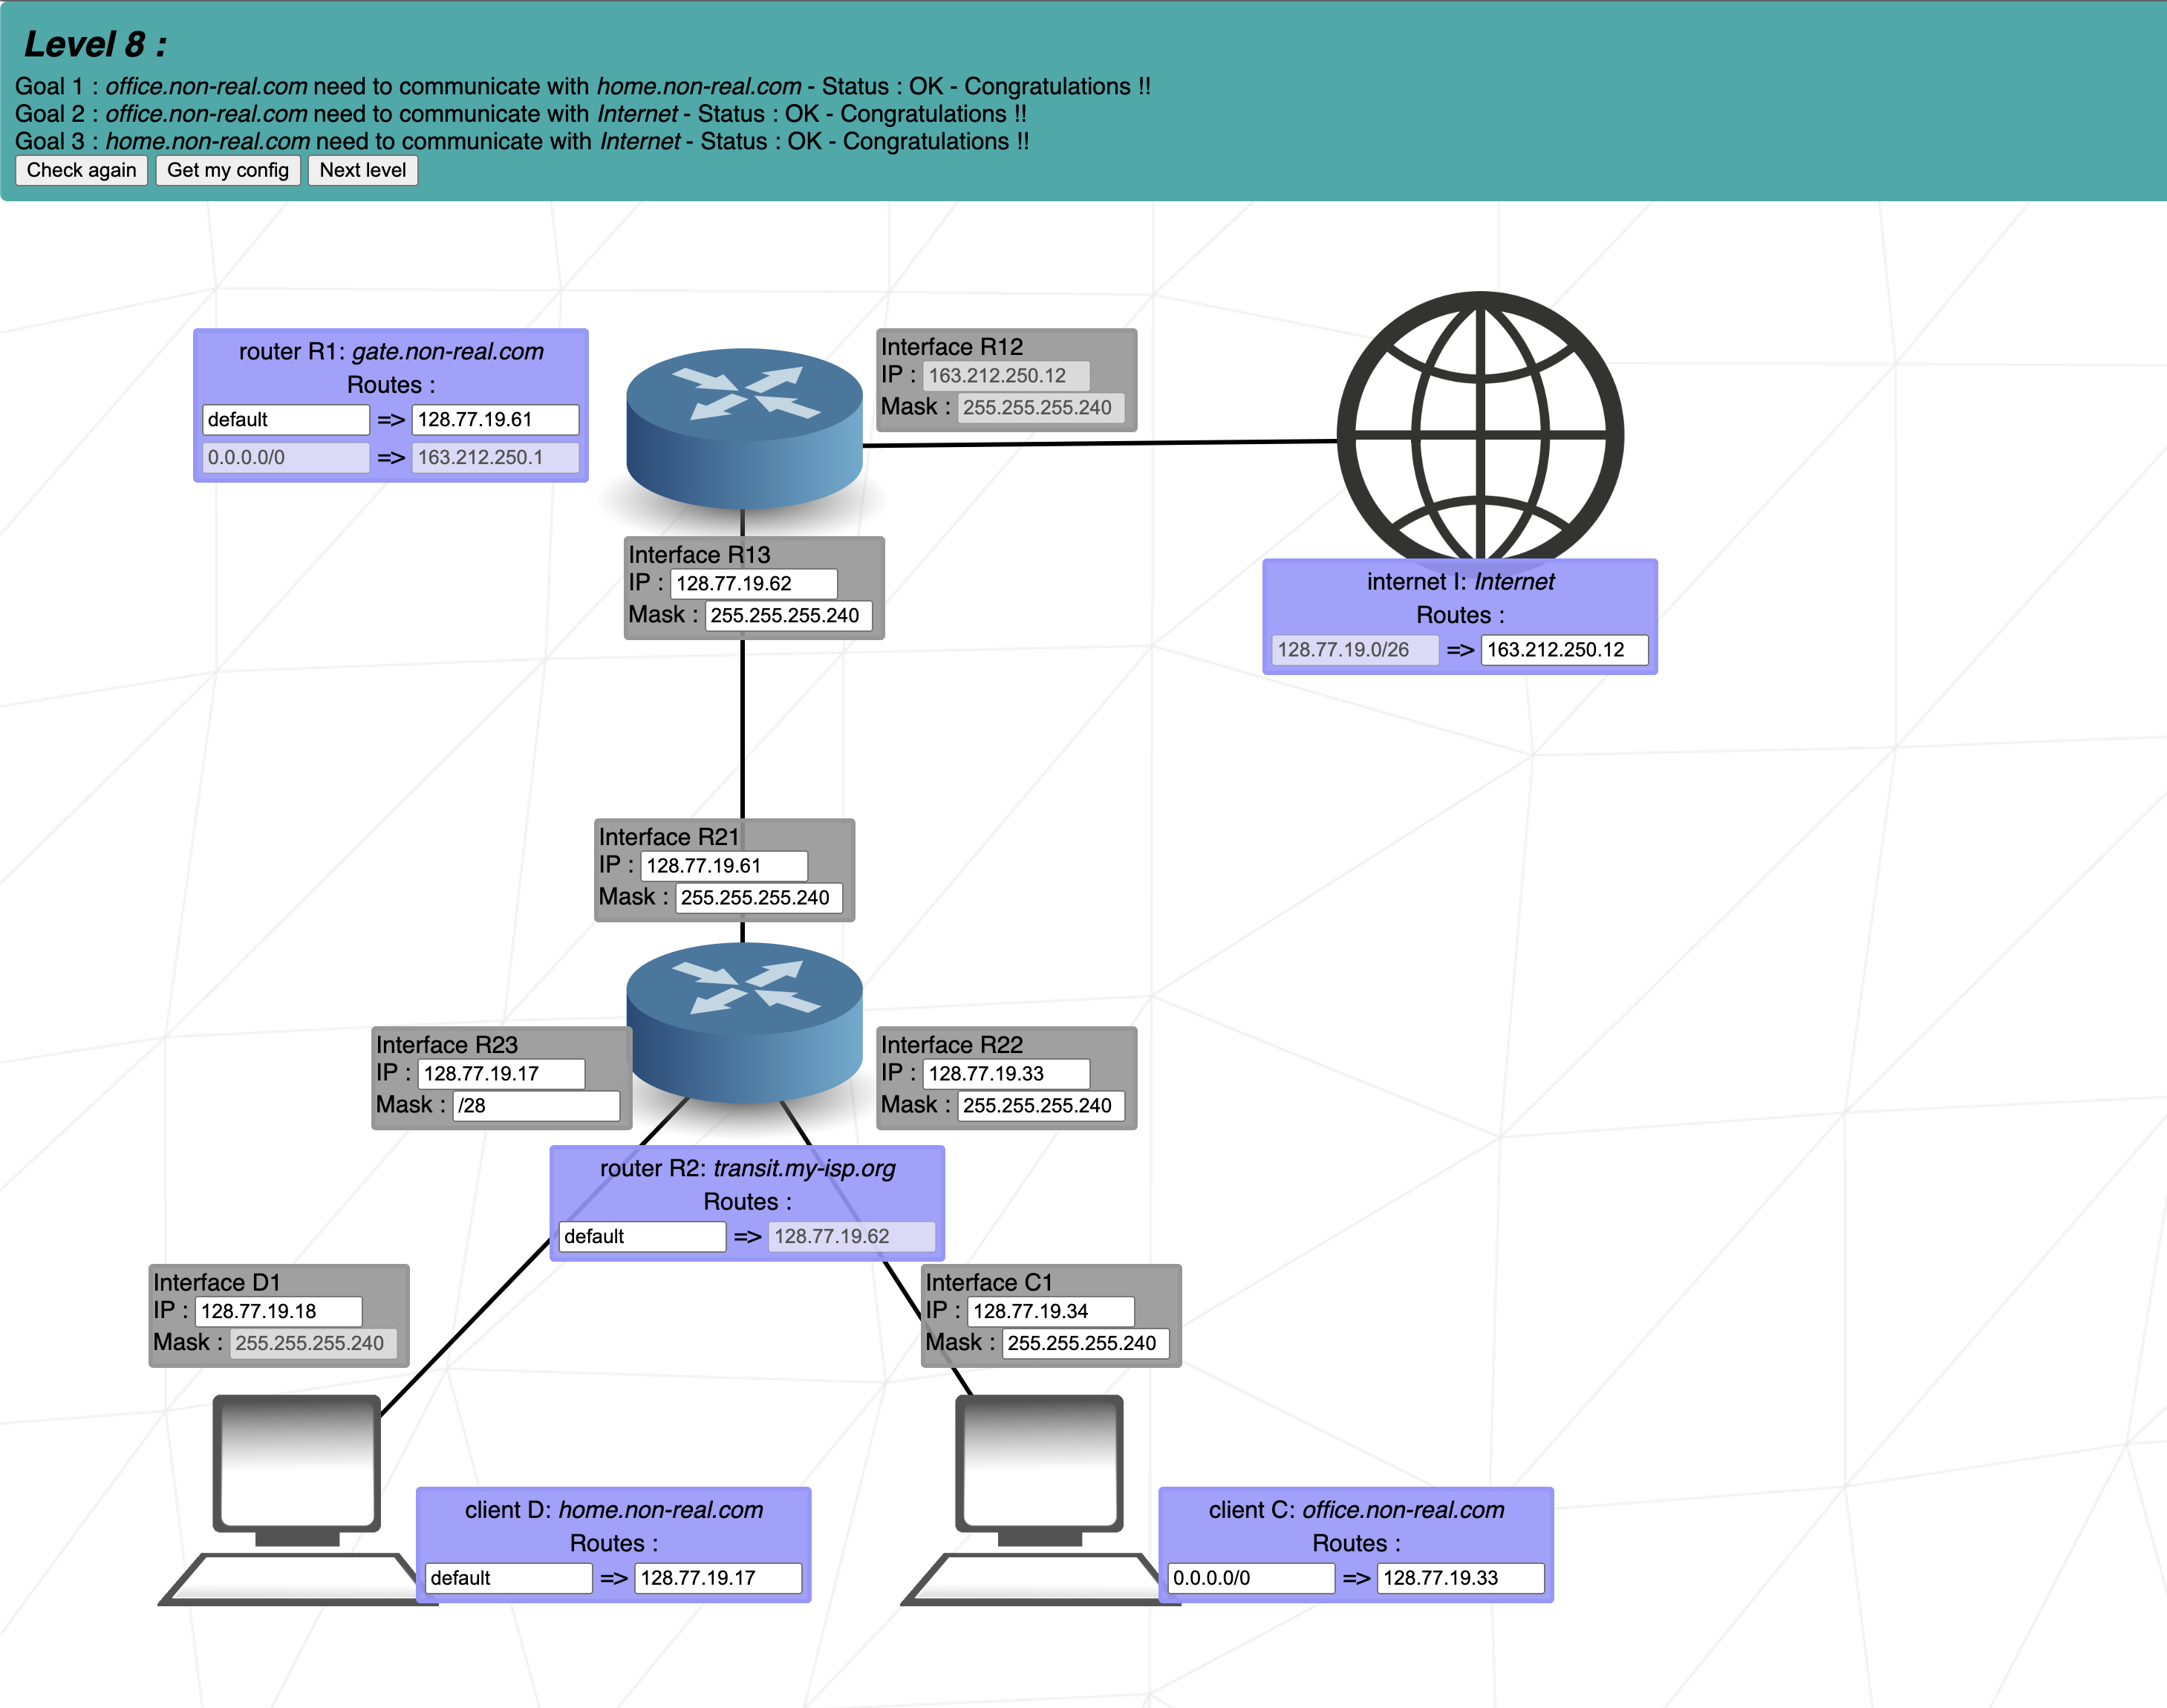 Level 8 :
Goal 1 : office.non-real.com need to communicate with home.non-real.com - Status : OK - Congratulations !!
Goal 2 : office.non-real.com need to communicate with Internet - Status : OK - Congratulations !!
Goal 3 : home.non-real.com need to communicate with Internet - Status : OK - Congratulations !!
Check again Get my config Next level
router R1: gate.non-real.com
Routes :
default => 128.77.19.61
0.0.0.0/0 => 163.212.250.1
Interface R12
IP : 163.212.250.12
Mask : 255.255.255.240
Interface R13
IP : 128.77.19.62
Mask : 255.255.255.240
internet I: Internet
Routes :
128.77.19.0/26 => 163.212.250.12
Interface R21
IP : 128.77.19.61
Mask : 255.255.255.240
Interface R23
IP : 128.77.19.17
Mask : /28
Interface R22
IP : 128.77.19.33
Mask : 255.255.255.240
router R2: transit.my-isp.org
Routes :
default => 128.77.19.62
Interface D1
IP : 128.77.19.18
Mask : 255.255.255.240
Interface C1
IP : 128.77.19.34
Mask : 255.255.255.240
client D: home.non-real.com
Routes :
default => 128.77.19.17
client C: office.non-real.com
Routes :
0.0.0.0/0 => 128.77.19.33